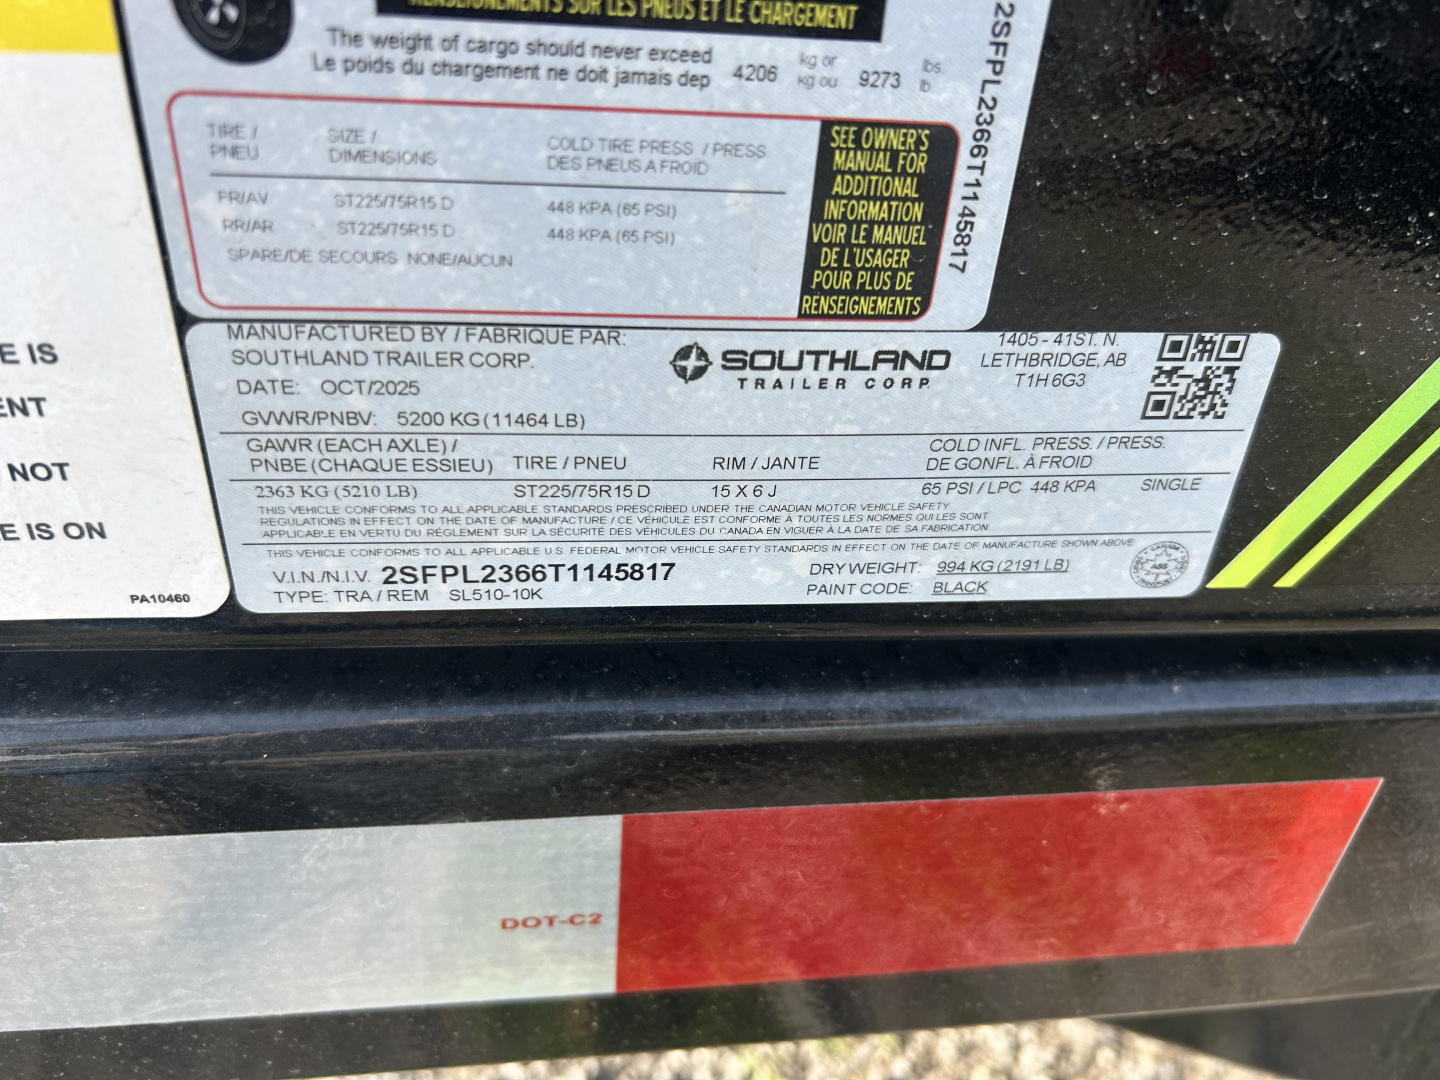 RENSEIGNEMENTS SUR LES PNEUS ET LE CHARGEMENT
The weight of cargo should never exceed
Le poids du chargement ne doit jamais dep
4206 kg or 9273 lbs
kg ou lb
TIRE / SIZE / COLD TIRE PRESS / PRESS
PNEU DIMENSIONS DES PNEUS A FROID
FR/AV ST225/75R15 D 448 KPA (65 PSI)
RR/AR ST225/75R15 D 448 KPA (65 PSI)
SPARE/DE SECOURS NONE/AUCUN
SEE OWNER'S
MANUAL FOR
ADDITIONAL
INFORMATION
VOIR LE MANUEL
DE L'USAGER
POUR PLUS DE
RENSEIGNEMENTS
2SFPL2366T1145817
MANUFACTURED BY / FABRIQUE PAR:
SOUTHLAND TRAILER CORP.
DATE: OCT/2025
GVWR/PNBV: 5200 KG (11464 LB)
SOUTHLAND
TRAILER CORP.
1405 - 41ST. N.
LETHBRIDGE, AB
T1H 6G3
GAWR (EACH AXLE) / COLD INFL. PRESS. / PRESS.
PNBE (CHAQUE ESSIEU) TIRE / PNEU RIM / JANTE DE GONFL. À FROID
2363 KG (5210 LB) ST225/75R15 D 15 X 6 J 65 PSI / LPC 448 KPA SINGLE
THIS VEHICLE CONFORMS TO ALL APPLICABLE STANDARDS PRESCRIBED UNDER THE CANADIAN MOTOR VEHICLE SAFETY
REGULATIONS IN EFFECT ON THE DATE OF MANUFACTURE / CE VÉHICULE EST CONFORME À TOUTES LES NORMES QUI LES SONT
APPLICABLE EN VERTU DU RÉGLEMENT SUR LA SÉCURITÉ DES VÉHICULES DU CANADA EN VIGUER À LA DATE DE SA FABRICATION
THIS VEHICLE CONFORMS TO ALL APPLICABLE U.S. FEDERAL MOTOR VEHICLE SAFETY STANDARDS IN EFFECT ON THE DATE OF MANUFACTURE SHOWN ABOVE
V.I.N./N.I.V. 2SFPL2366T1145817 DRY WEIGHT: 994 KG (2191 LB)
TYPE: TRA / REM SL510-10K PAINT CODE: BLACK
E IS
ENT
NOT
E IS ON
PA10460
DOT-C2